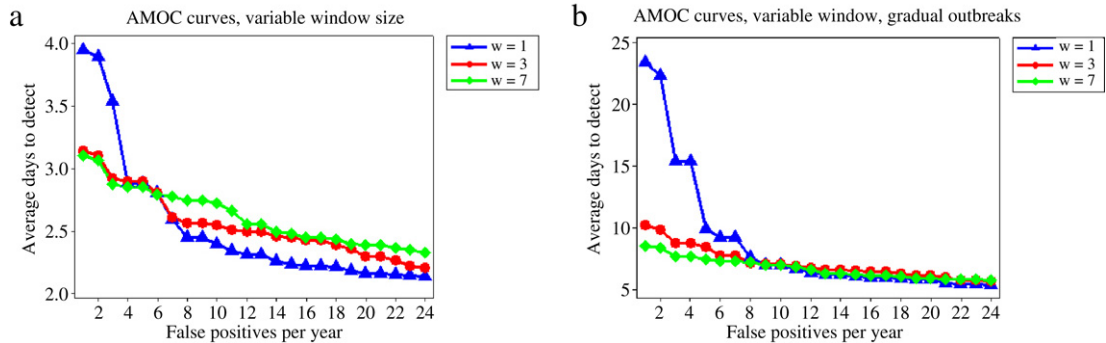 a
AMOC curves, variable window size
4.0
3.5
3.0
2.5
2.0
Average days to detect
2 4 6 8 10 12 14 16 18 20 22 24
False positives per year
w = 1
w = 3
w = 7
b
AMOC curves, variable window, gradual outbreaks
25
20
15
10
5
Average days to detect
2 4 6 8 10 12 14 16 18 20 22 24
False positives per year
w = 1
w = 3
w = 7